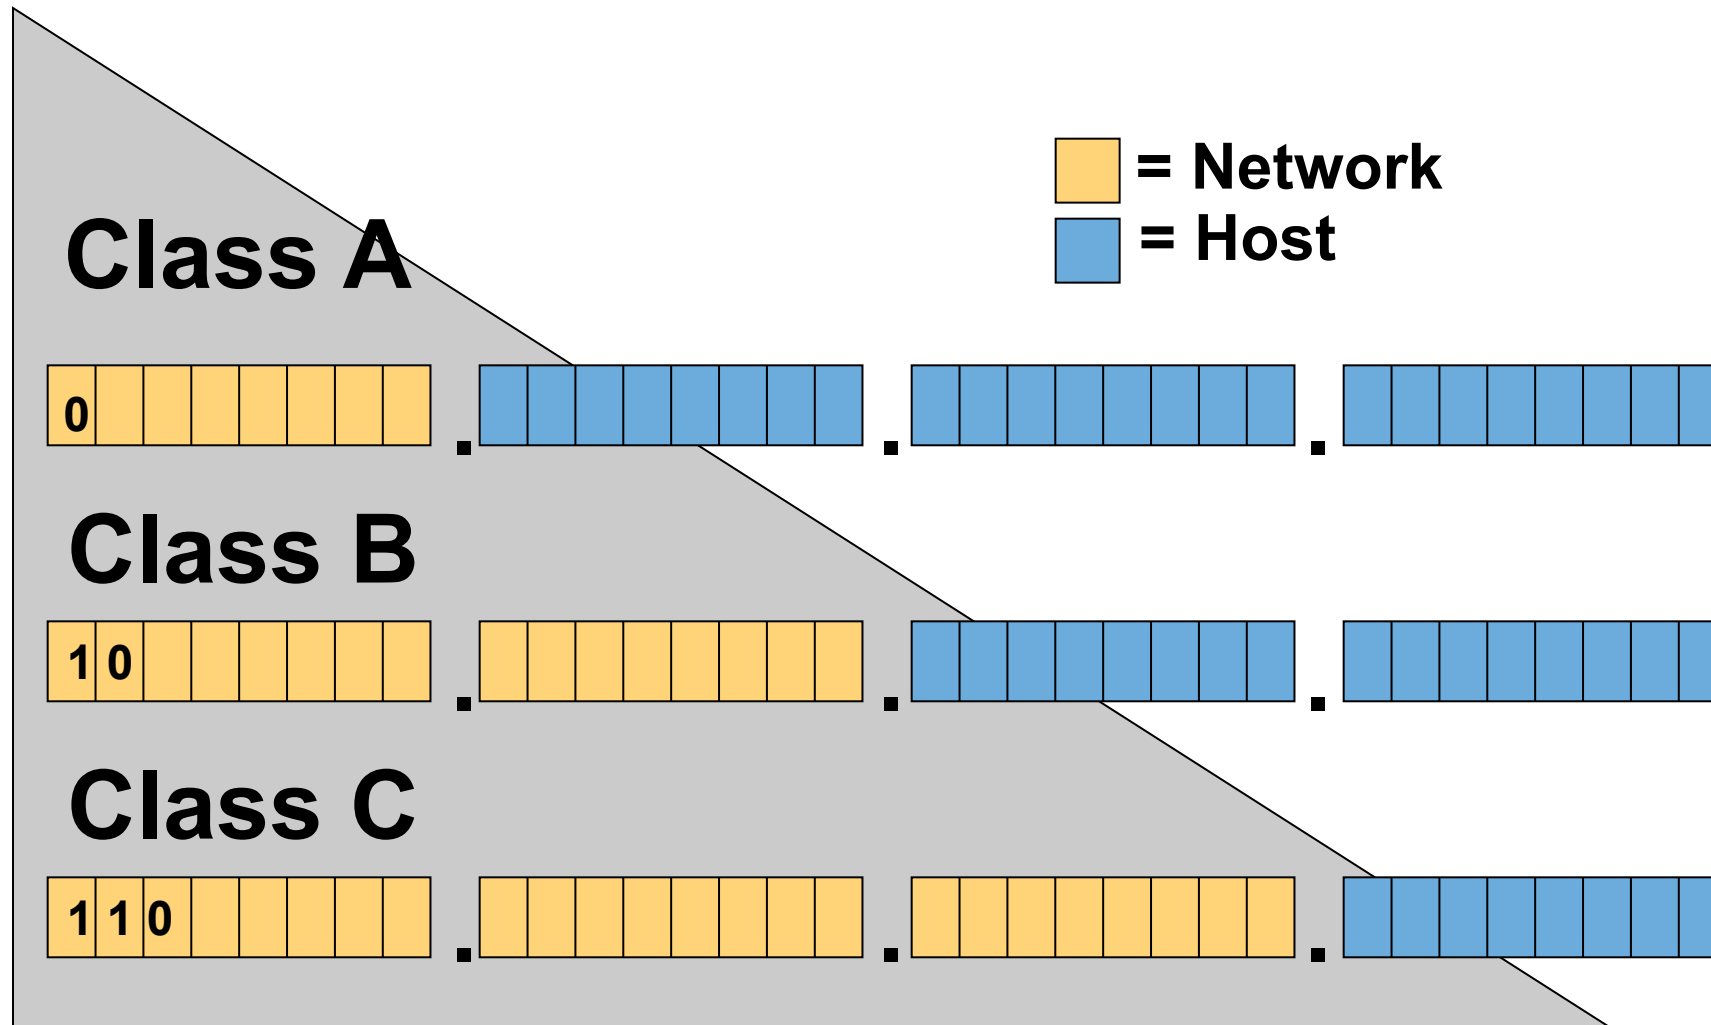 = Network
= Host
Class A
0
. . .
Class B
1 0
. . .
Class C
1 1 0
. . .